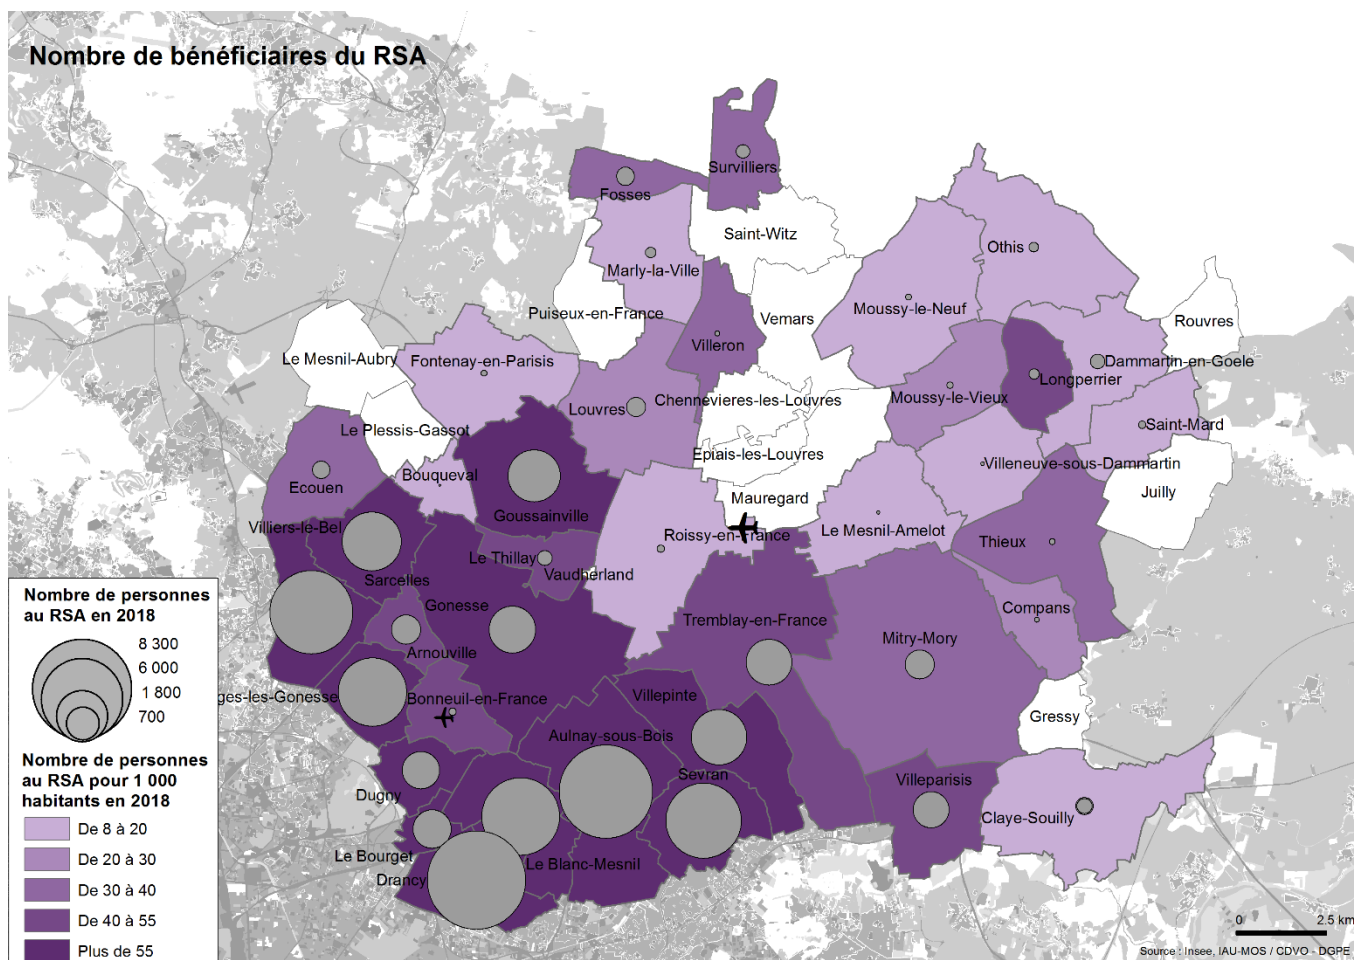 Nombre de bénéficiaires du RSA
Survilliers
Fosses
Saint-Witz
Othis
Marly-la-Ville
Moussy-le-Neuf
Puiseux-en-France
Vemars
Rouvres
Villeron
Le Mesnil-Aubry
Fontenay-en-Parisis
Dammartin-en-Goele
Longperrier
Chennevieres-les-Louvres
Moussy-le-Vieux
Louvres
Saint-Mard
Le Plessis-Gassot
Epiais-les-Louvres
Villeneuve-sous-Dammartin
Bouqueval
Ecouen
Juilly
Mauregard
Goussainville
Villiers-le-Bel
Roissy-en-France
Le Mesnil-Amelot
Thieux
Le Thillay
Vaudherland
Sarcelles
Gonesse
Compans
Tremblay-en-France
Mitry-Mory
Arnouville
ges-les-Gonesse
Bonneuil-en-France
Villepinte
Gressy
Aulnay-sous-Bois
Sevran
Villeparisis
Dugny
Claye-Souilly
Le Bourget
Le Blanc-Mesnil
Drancy
Nombre de personnes
au RSA en 2018
8 300
6 000
1 800
700
Nombre de personnes
au RSA pour 1 000
habitants en 2018
De 8 à 20
De 20 à 30
De 30 à 40
De 40 à 55
Plus de 55
0 2.5 km
Source : Insee, IAU-MOS / CDVO - DGPE